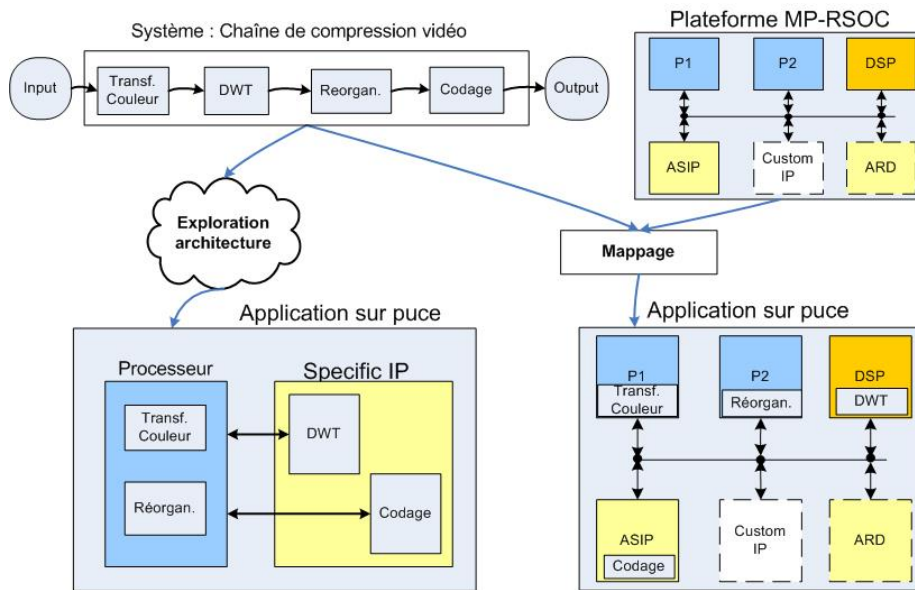 Système : Chaîne de compression vidéo
Input
Transf.
Couleur
DWT
Reorgan.
Codage
Output
Plateforme MP-RSOC
P1
P2
DSP
ASIP
Custom
IP
ARD
Exploration
architecture
Mappage
Application sur puce
Processeur
Specific IP
Transf.
Couleur
DWT
Réorgan.
Codage
Application sur puce
P1
Transf.
Couleur
P2
Réorgan.
DSP
DWT
ASIP
Codage
Custom
IP
ARD